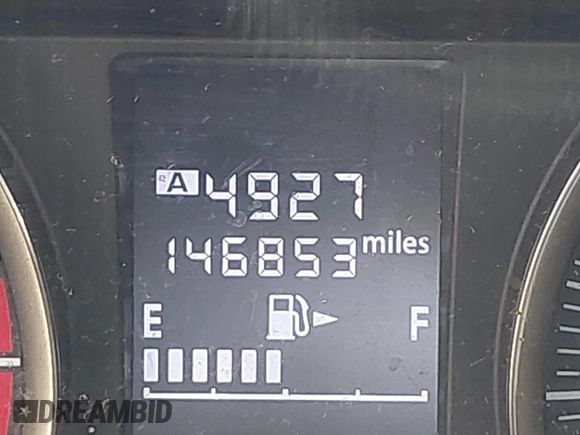 A 4927
146853 miles
E F
DREAMBID